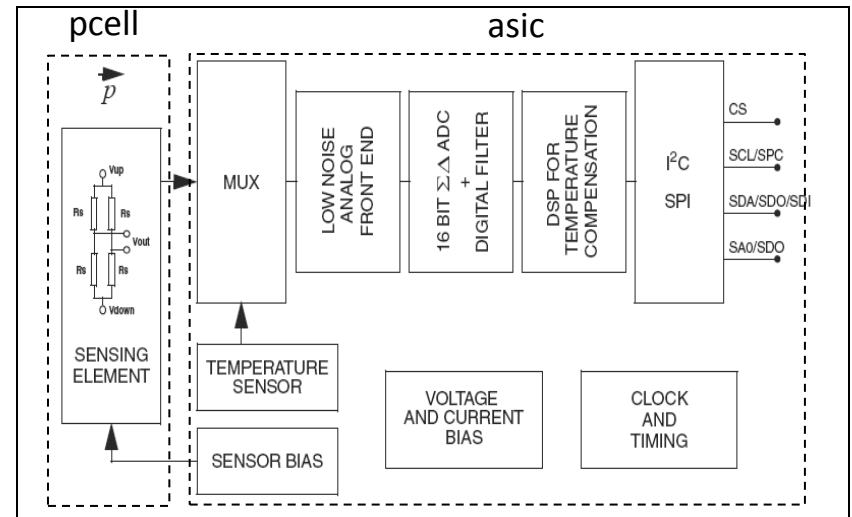 pcell
asic
p
Vup
Rs
Rs
Vout
Rs
Rs
Vdown
SENSING
ELEMENT
MUX
LOW NOISE
ANALOG
FRONT END
16 BIT ΣΔ ADC
+
DIGITAL FILTER
DSP FOR
TEMPERATURE
COMPENSATION
I²C
SPI
CS
SCL/SPC
SDA/SDO/SDI
SA0/SDO
TEMPERATURE
SENSOR
SENSOR BIAS
VOLTAGE
AND CURRENT
BIAS
CLOCK
AND
TIMING